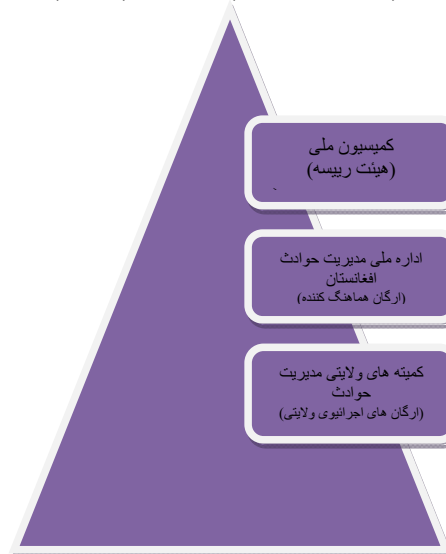 کمیسیون ملی
(هیئت رییسه)
اداره ملی مدیریت حوادث
افغانستان
(ارگان هماهنگ کننده)
کمیته های ولایتی مدیریت
حوادث
(ارگان های اجرائیوی ولایتی)